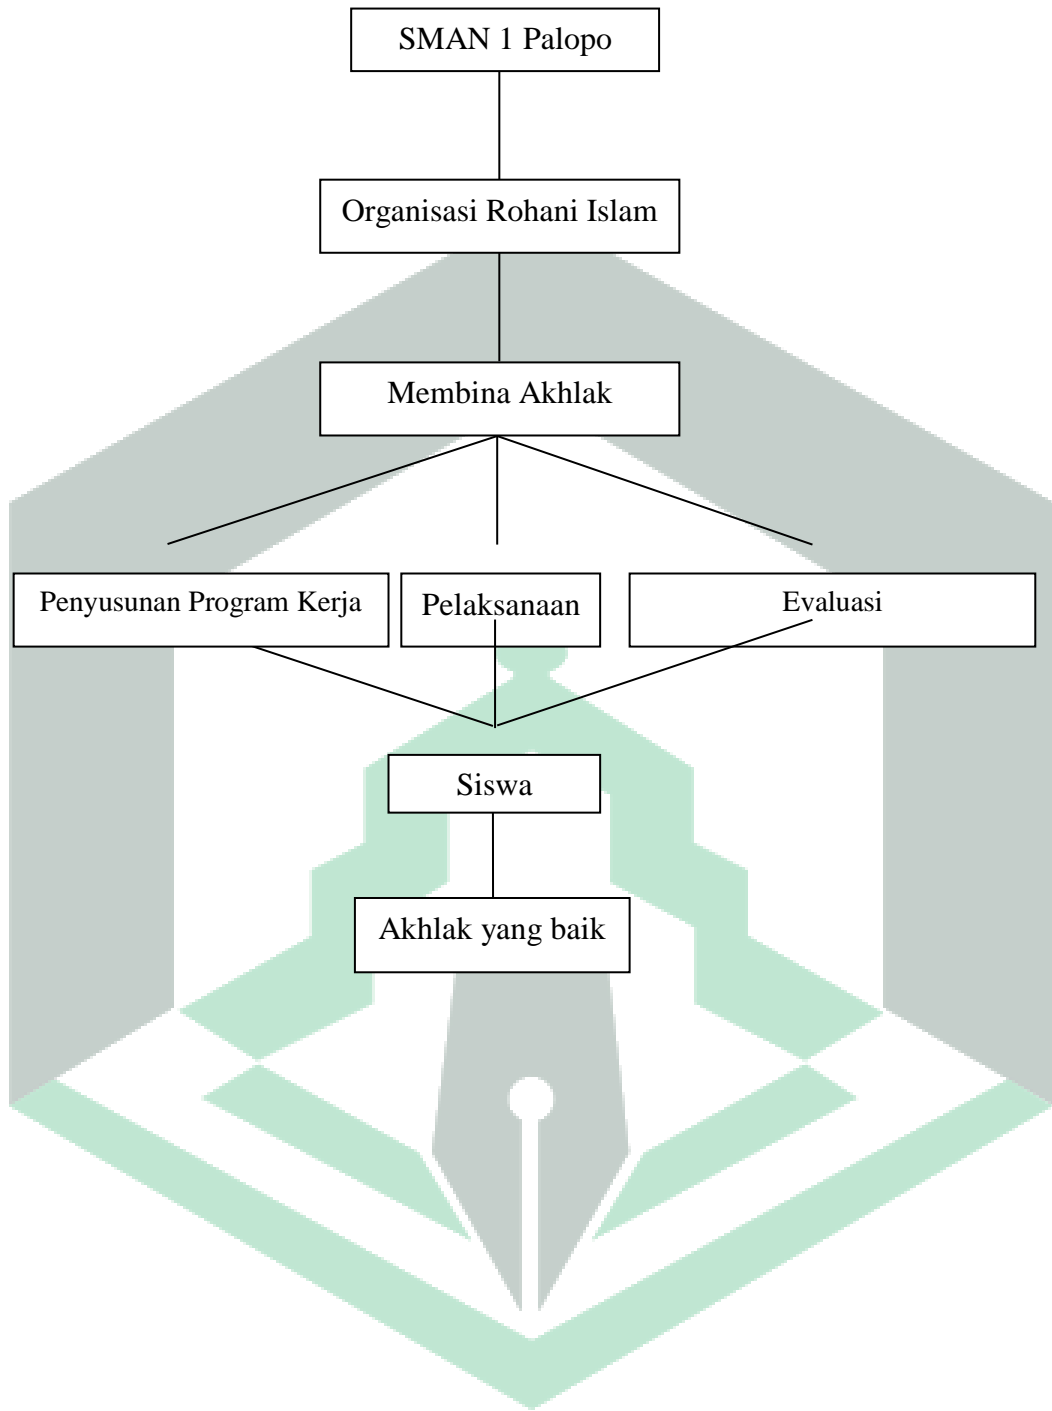 SMAN 1 Palopo
Organisasi Rohani Islam
Membina Akhlak
Penyusunan Program Kerja
Pelaksanaan
Evaluasi
Siswa
Akhlak yang baik